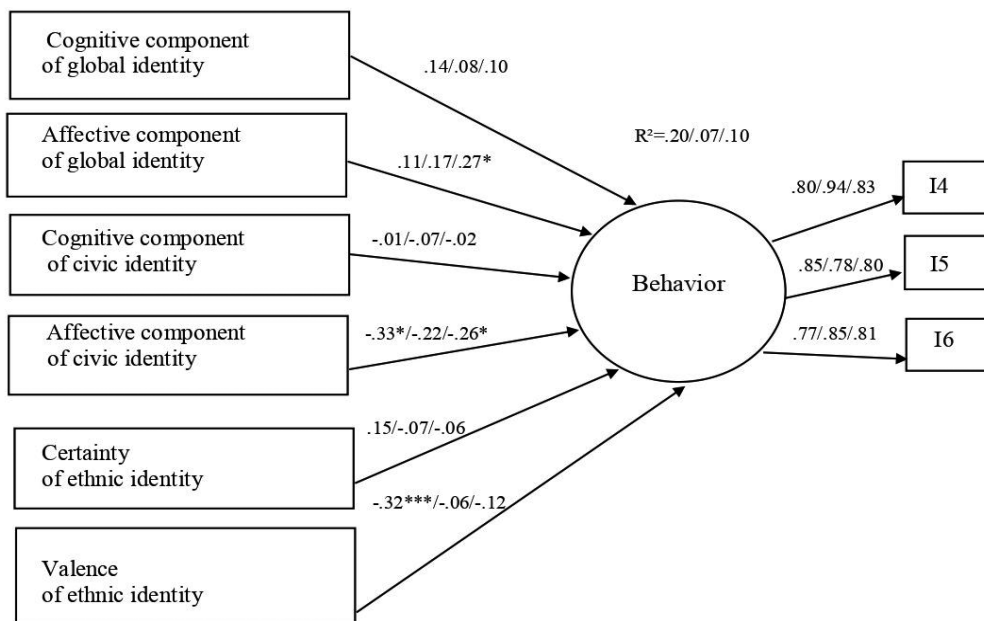 Cognitive component
of global identity
.14/.08/.10
Affective component
of global identity
.11/.17/.27*
R²=.20/.07/.10
Cognitive component
of civic identity
-.01/-.07/-.02
Affective component
of civic identity
-.33*/-.22/-.26*
Certainty
of ethnic identity
.15/-.07/-.06
Valence
of ethnic identity
-.32***/-.06/-.12
Behavior
.80/.94/.83
I4
.85/.78/.80
I5
.77/.85/.81
I6